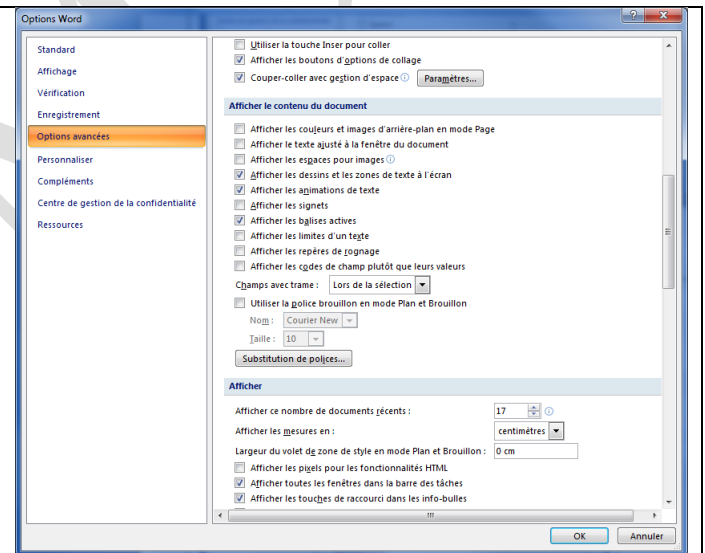 Options Word
Standard
Affichage
Vérification
Enregistrement
Options avancées
Personnaliser
Compléments
Centre de gestion de la confidentialité
Ressources
Utiliser la touche Inser pour coller
Afficher les boutons d'options de collage
Couper-coller avec gestion d'espace
Paramètres...
Afficher le contenu du document
Afficher les couleurs et images d'arrière-plan en mode Page
Afficher le texte ajusté à la fenêtre du document
Afficher les espaces pour images
Afficher les dessins et les zones de texte à l'écran
Afficher les animations de texte
Afficher les signets
Afficher les balises actives
Afficher les limites d'un texte
Afficher les repères de rognage
Afficher les codes de champ plutôt que leurs valeurs
Champs avec trame : Lors de la sélection
Utiliser la police brouillon en mode Plan et Brouillon
Nom : Courier New
Taille : 10
Substitution de polices...
Afficher
Afficher ce nombre de documents récents : 17
Afficher les mesures en : centimètres
Largeur du volet de zone de style en mode Plan et Brouillon : 0 cm
Afficher les pixels pour les fonctionnalités HTML
Afficher toutes les fenêtres dans la barre des tâches
Afficher les touches de raccourci dans les info-bulles
OK Annuler